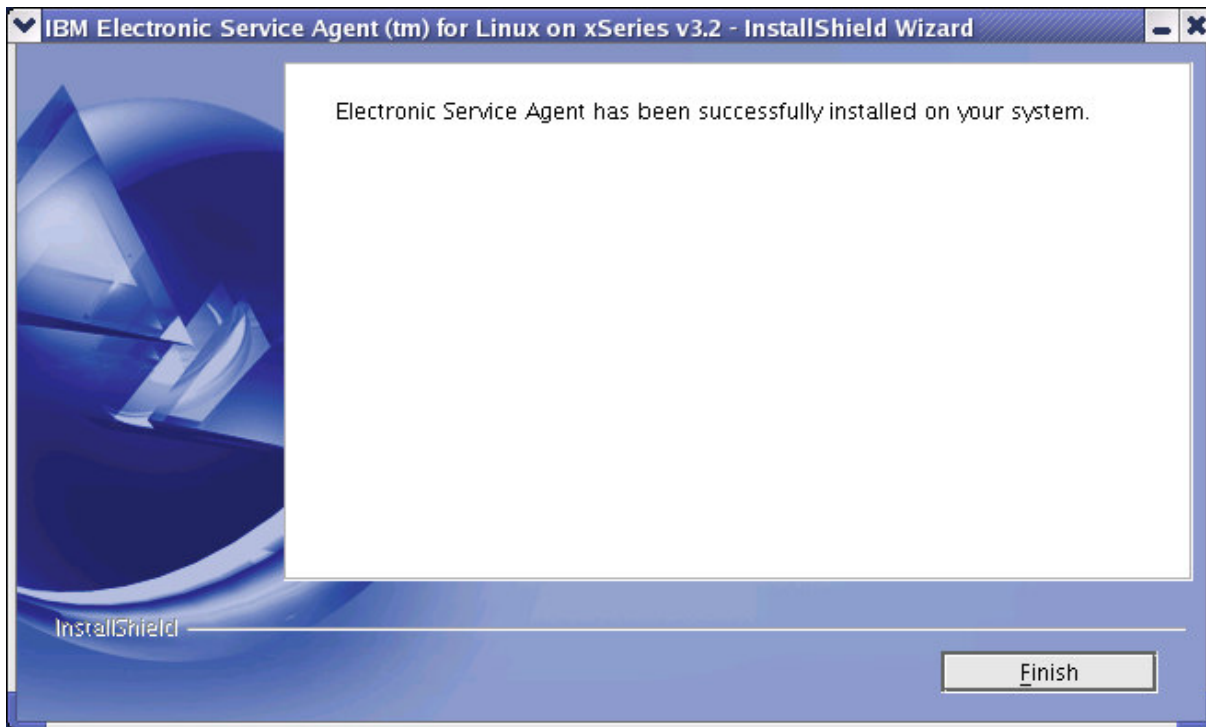 IBM Electronic Service Agent (tm) for Linux on xSeries v3.2 - InstallShield Wizard
Electronic Service Agent has been successfully installed on your system.
InstallShield
Finish